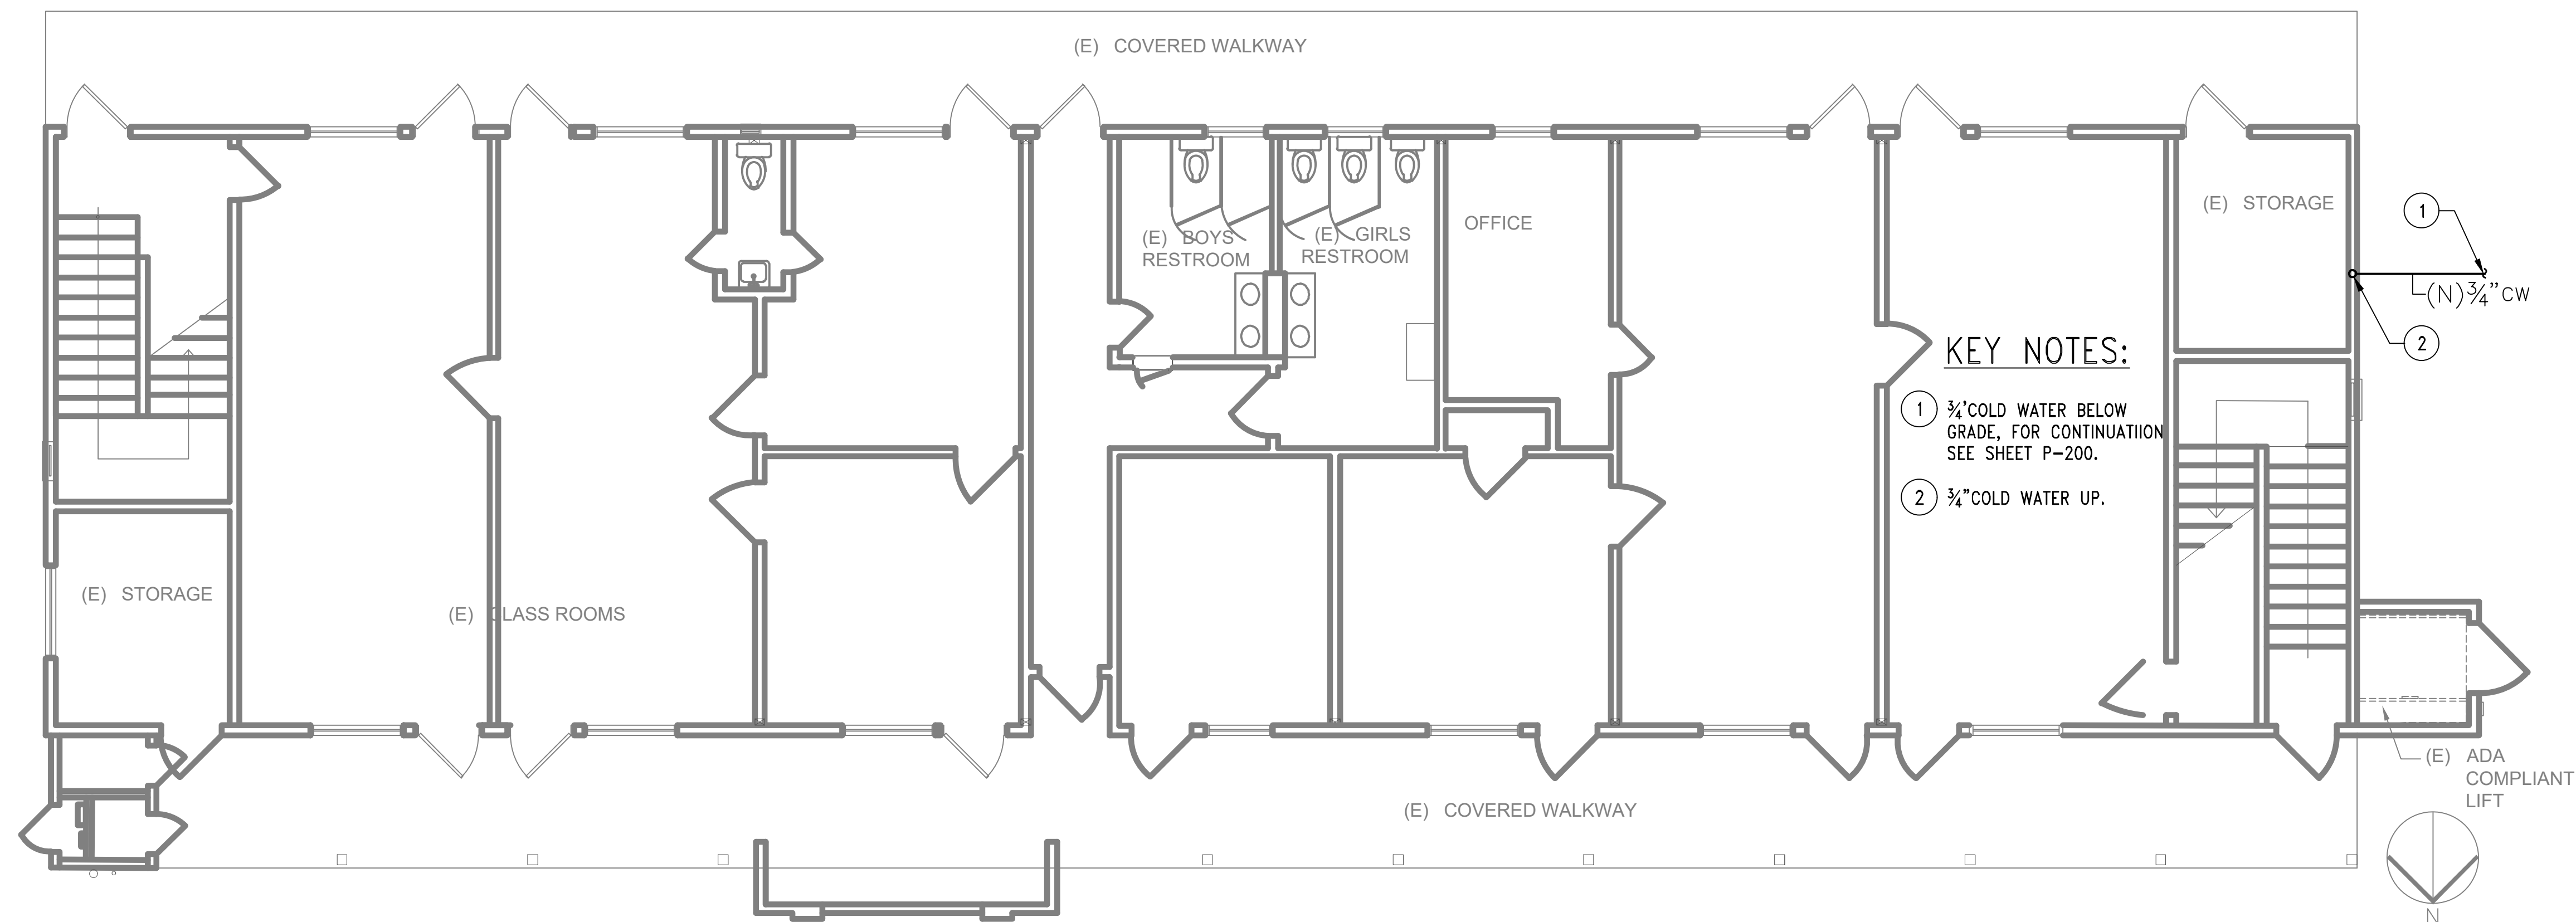 (E) COVERED WALKWAY
(E) STORAGE
1
OFFICE
(E) BOYS
RESTROOM
(E) GIRLS
RESTROOM
(N) ¾" CW
2
KEY NOTES:
1 ¾' COLD WATER BELOW
GRADE, FOR CONTINUATIION
SEE SHEET P-200.
2 ¾" COLD WATER UP.
(E) STORAGE
(E) CLASS ROOMS
(E) ADA
COMPLIANT
LIFT
(E) COVERED WALKWAY
N